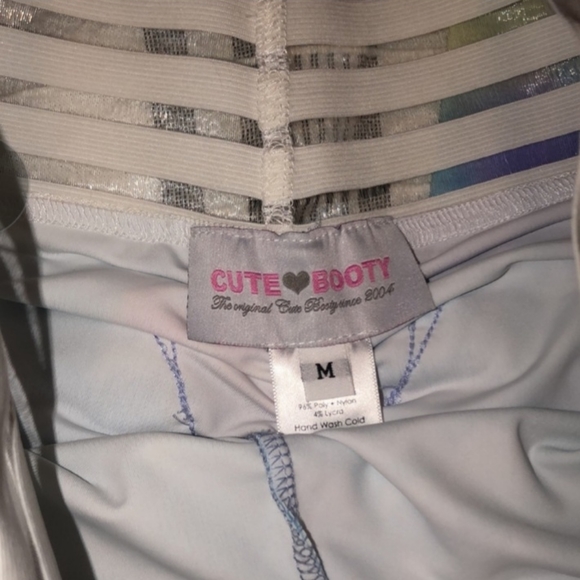 CUTE BOOTY
The original Cute Booty since 2004
M
96% Poly • Nylon
4% Lycra
Hand Wash Cold